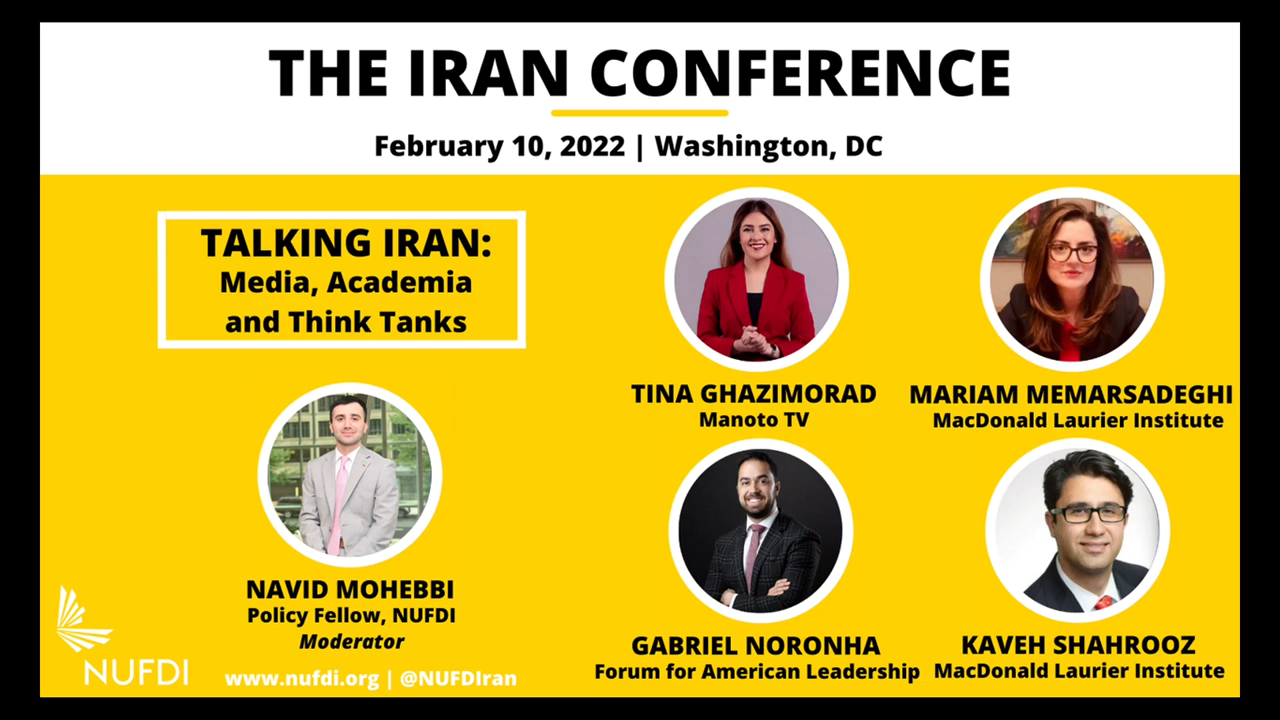 THE IRAN CONFERENCE
February 10, 2022 | Washington, DC
TALKING IRAN:
Media, Academia
and Think Tanks
NAVID MOHEBBI
Policy Fellow, NUFDI
Moderator
TINA GHAZIMORAD
Manoto TV
MARIAM MEMARSADEGHI
MacDonald Laurier Institute
GABRIEL NORONHA
Forum for American Leadership
KAVEH SHAHROOZ
MacDonald Laurier Institute
NUFDI
www.nufdi.org | @NUFDIran